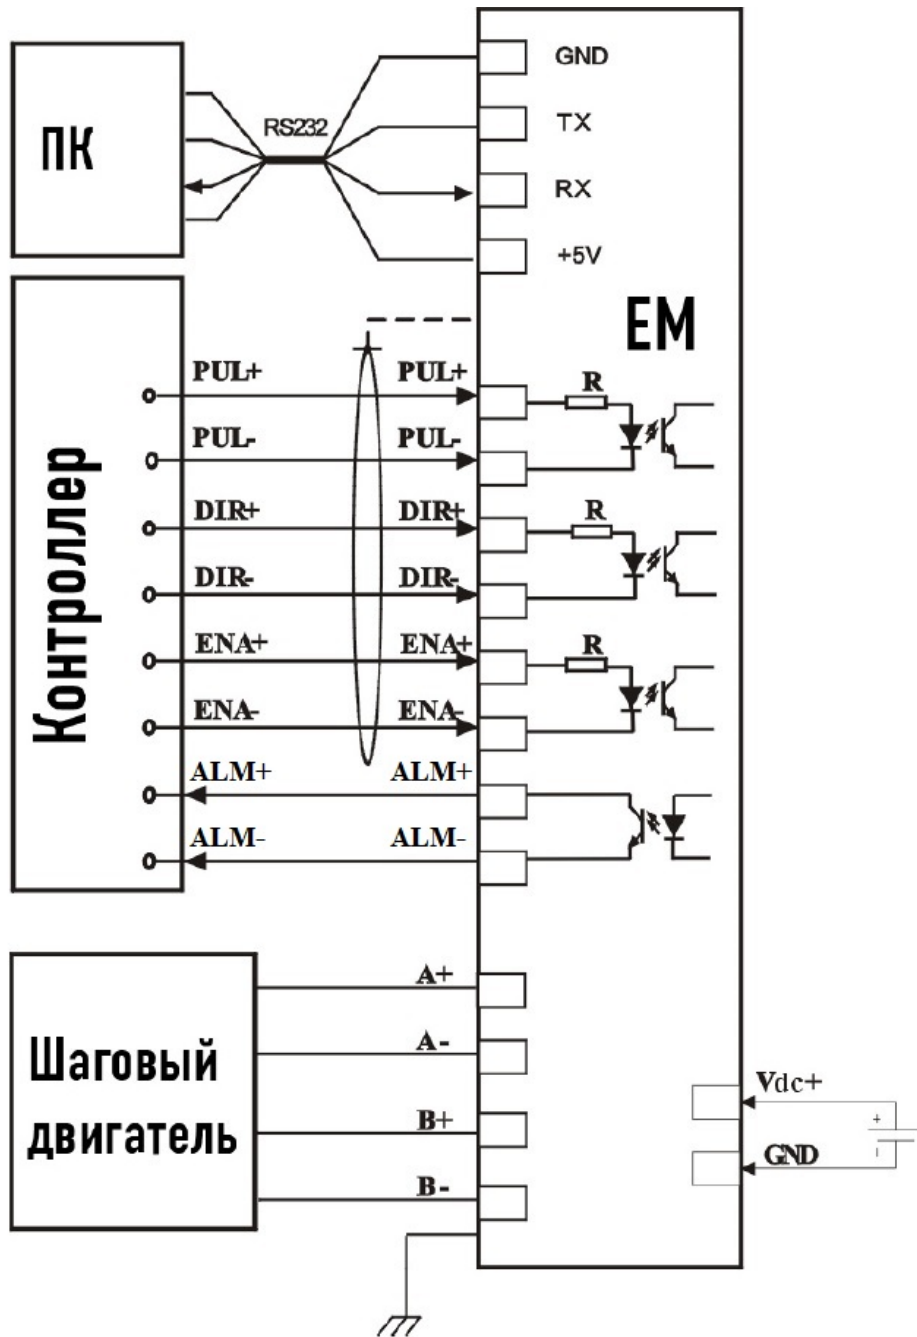 ПК
RS232
GND
TX
RX
+5V
EM
Контроллер
PUL+ PUL+ R
PUL- PUL-
DIR+ DIR+ R
DIR- DIR-
ENA+ ENA+ R
ENA- ENA-
ALM+ ALM+
ALM- ALM-
Шаговый
двигатель
A+
A-
B+
B-
Vdc+
+
-
GND